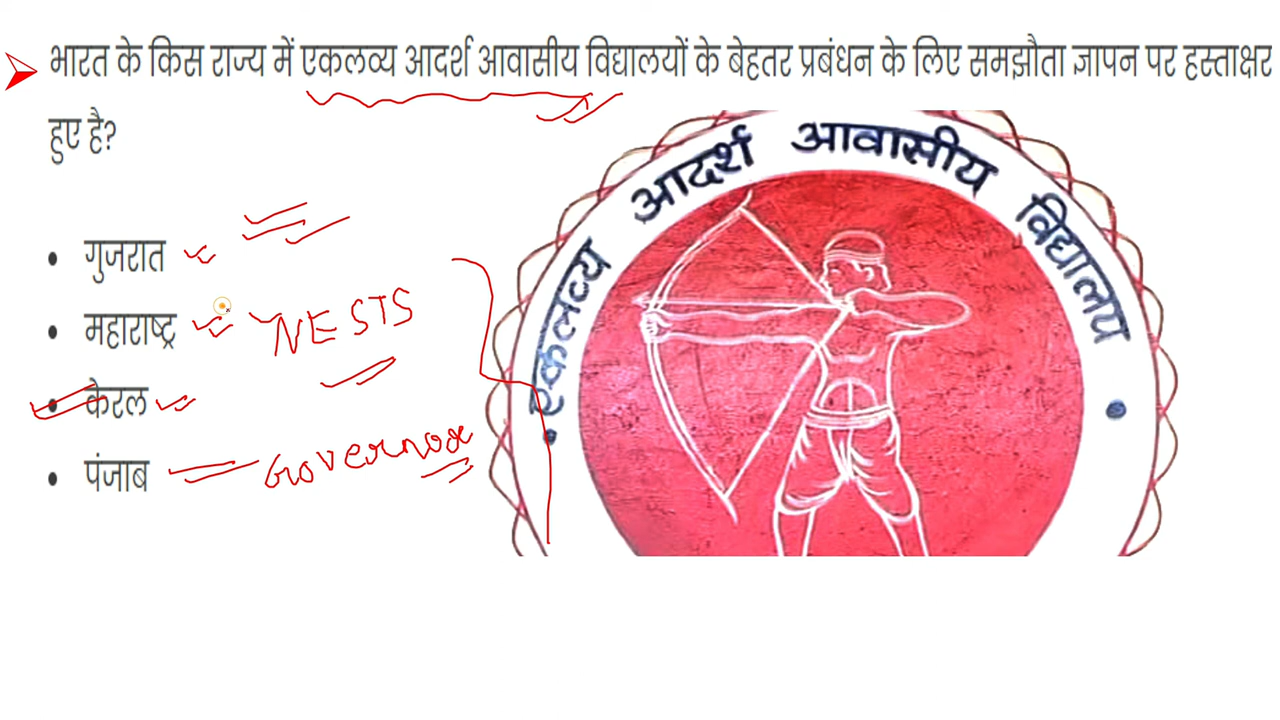 भारत के किस राज्य में एकलव्य आदर्श आवासीय विद्यालयों के बेहतर प्रबंधन के लिए समझौता ज्ञापन पर हस्ताक्षर
हुए है?
एकलव्य आदर्श आवासीय विद्यालय
• गुजरात
• महाराष्ट्र
NESTS
• केरल
• पंजाब
Governor